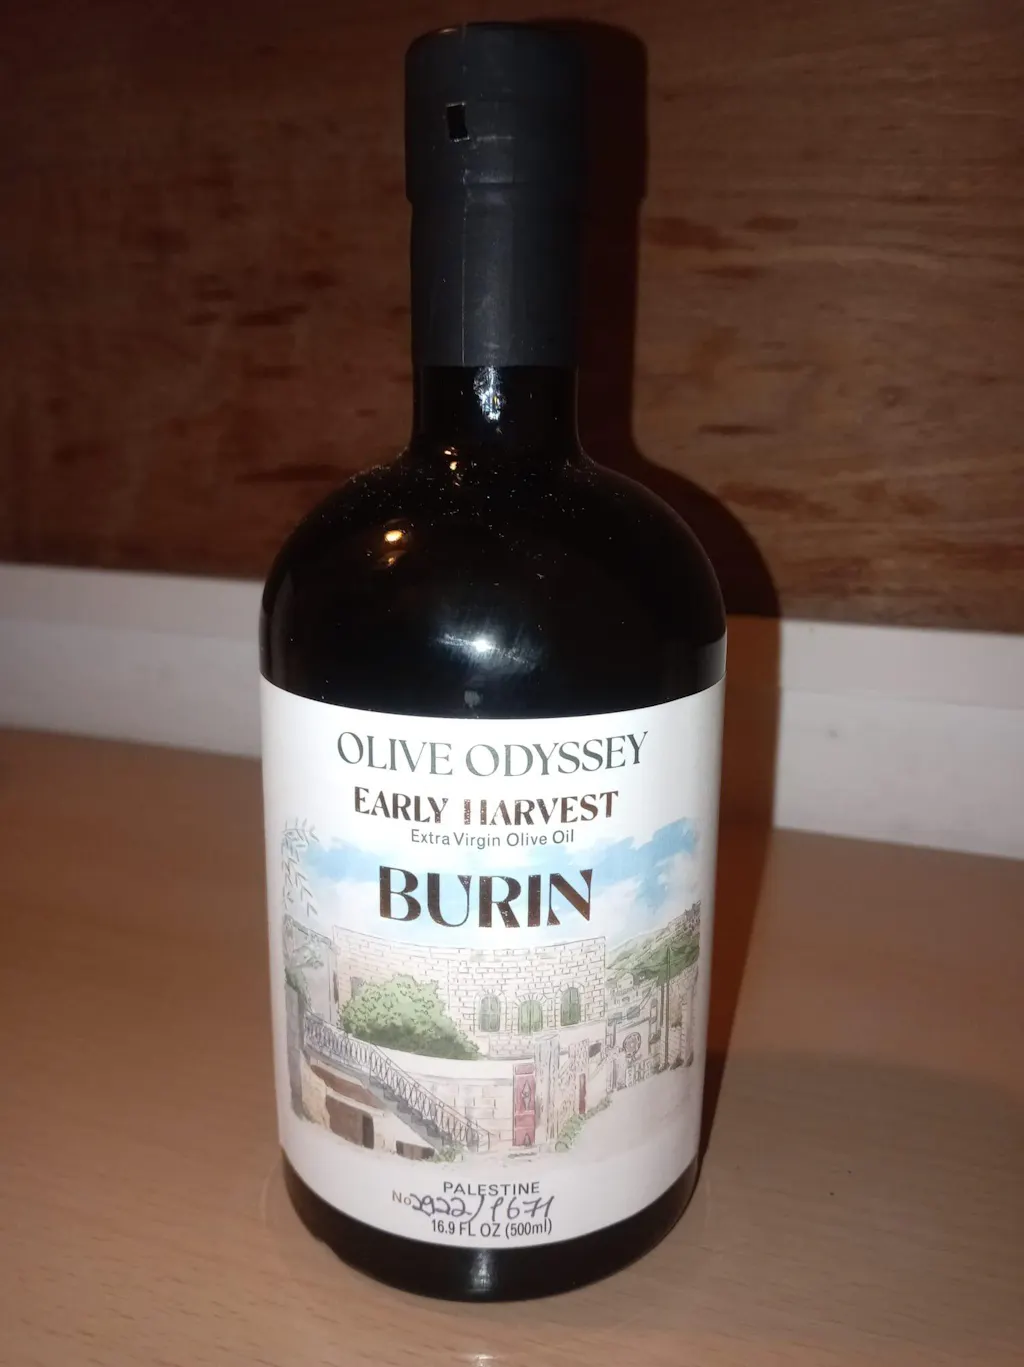 OLIVE ODYSSEY
EARLY HARVEST
Extra Virgin Olive Oil
BURIN
PALESTINE
No
16.9 FL OZ (500ml)